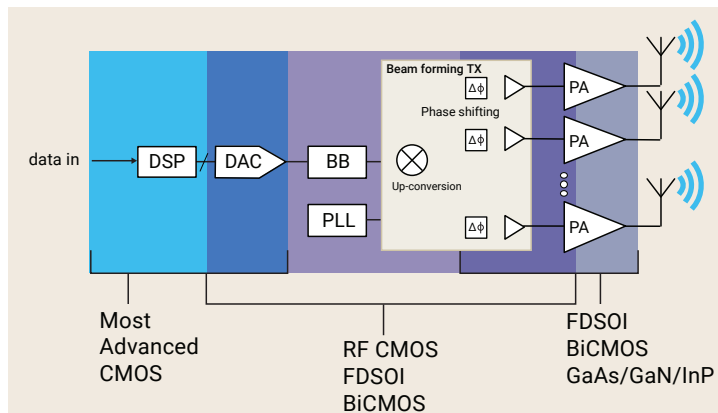 Beam forming TX
Δϕ
PA
Phase shifting
Δϕ
PA
data in
DSP
DAC
BB
Up-conversion
PLL
Δϕ
PA
Most
Advanced
CMOS
RF CMOS
FDSOI
BiCMOS
FDSOI
BiCMOS
GaAs/GaN/InP